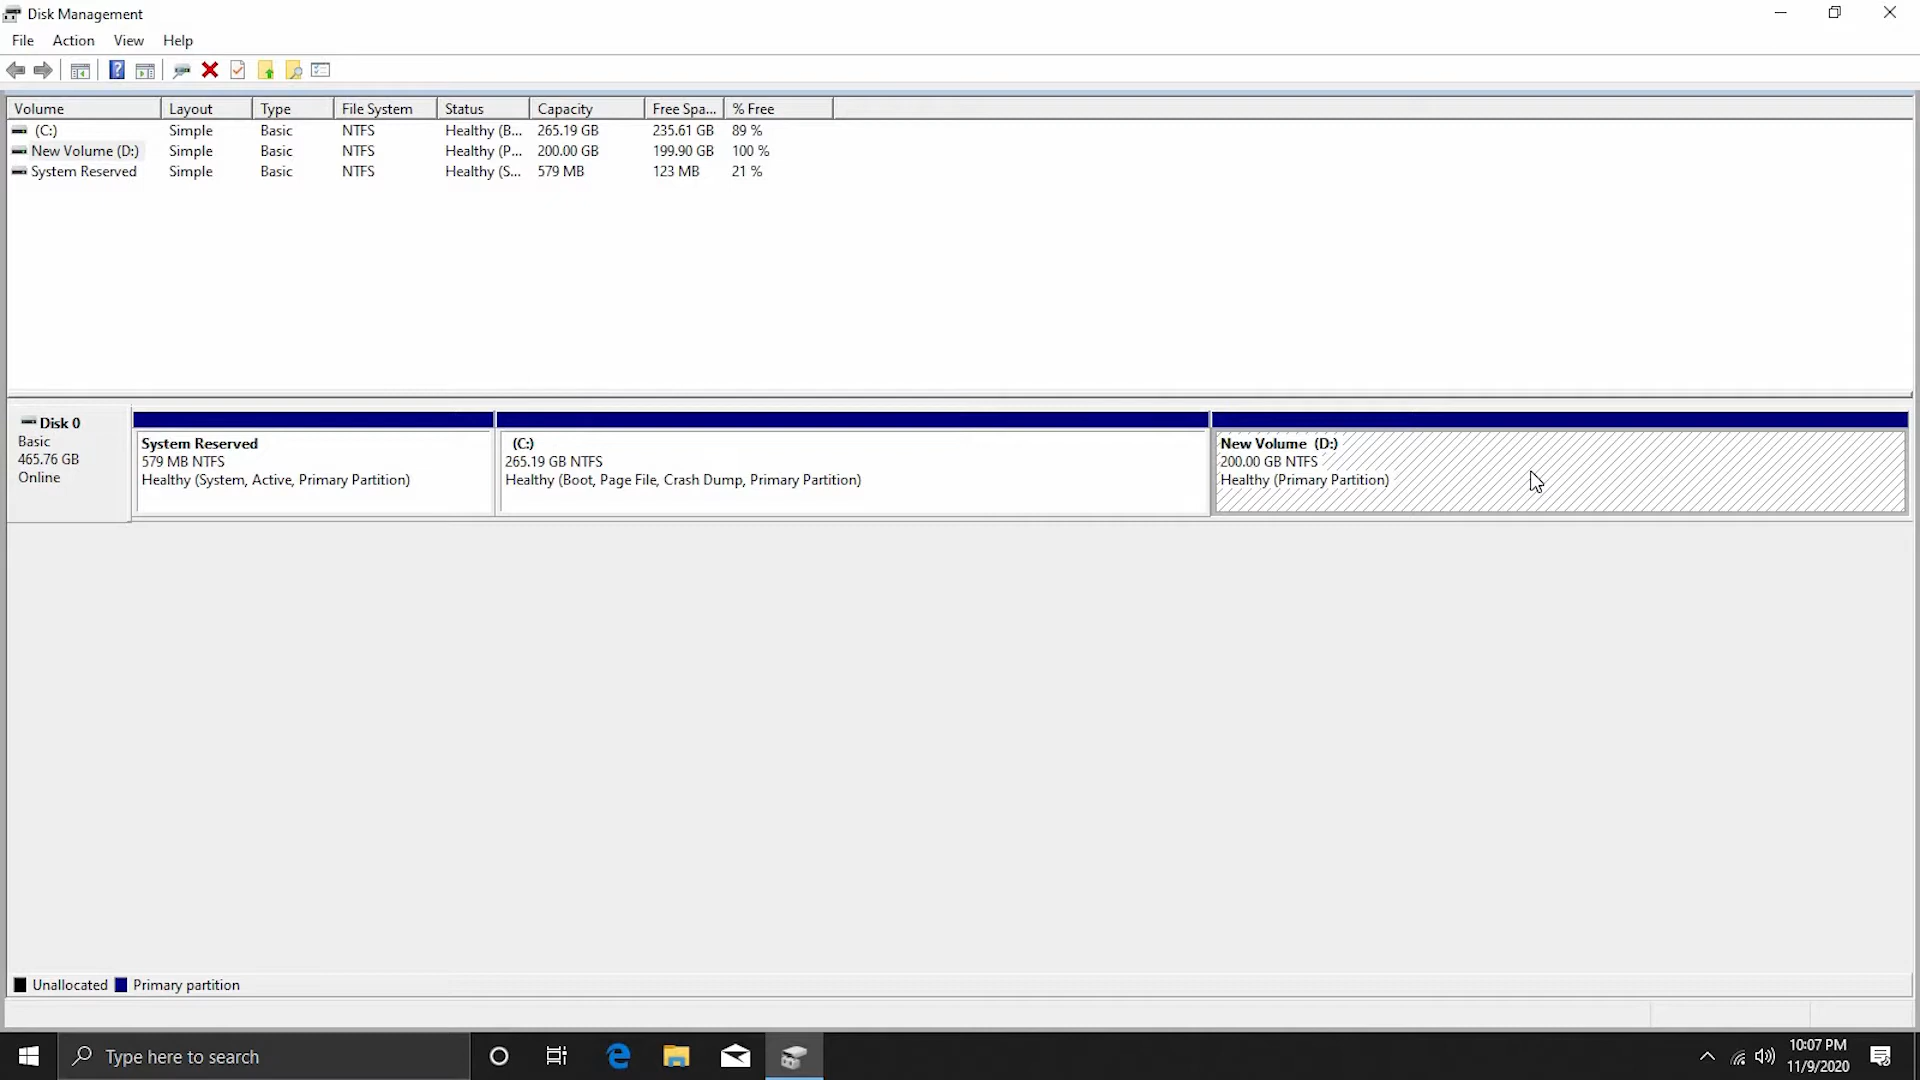 Disk Management
File Action View Help
Volume Layout Type File System Status Capacity Free Spa... % Free
(C:) Simple Basic NTFS Healthy (B... 265.19 GB 235.61 GB 89 %
New Volume (D:) Simple Basic NTFS Healthy (P... 200.00 GB 199.90 GB 100 %
System Reserved Simple Basic NTFS Healthy (S... 579 MB 123 MB 21 %
Disk 0
Basic
465.76 GB
Online
System Reserved
579 MB NTFS
Healthy (System, Active, Primary Partition)
(C:)
265.19 GB NTFS
Healthy (Boot, Page File, Crash Dump, Primary Partition)
New Volume (D:)
200.00 GB NTFS
Healthy (Primary Partition)
Unallocated Primary partition
Type here to search
10:07 PM
11/9/2020